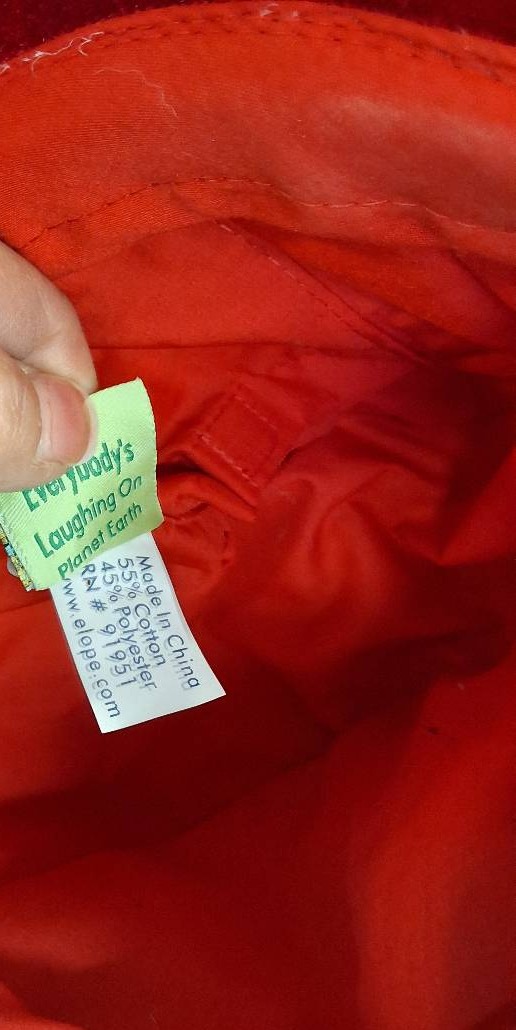 Everybody's
Laughing On
Planet Earth
Made In China
55% Cotton
45% Polyester
RN # 91951
www.elope.com